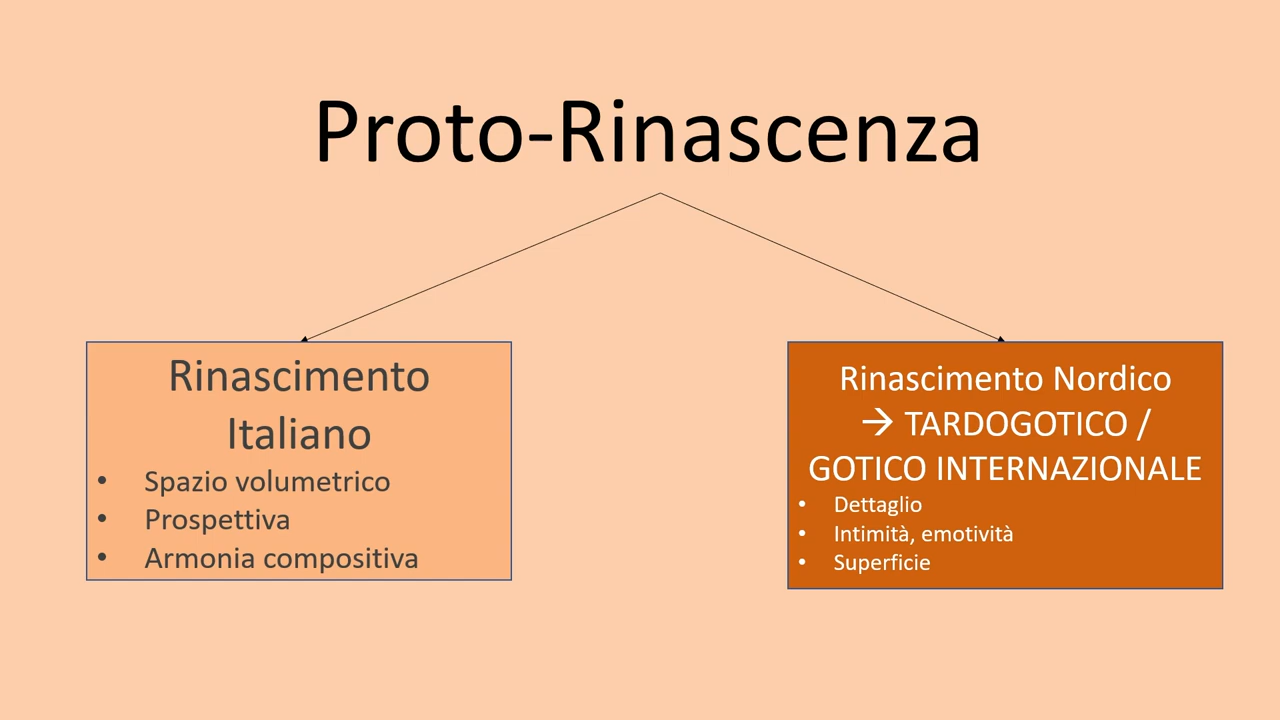 Proto-Rinascenza
Rinascimento
Italiano
• Spazio volumetrico
• Prospettiva
• Armonia compositiva
Rinascimento Nordico
→ TARDOGOTICO /
GOTICO INTERNAZIONALE
• Dettaglio
• Intimità, emotività
• Superficie